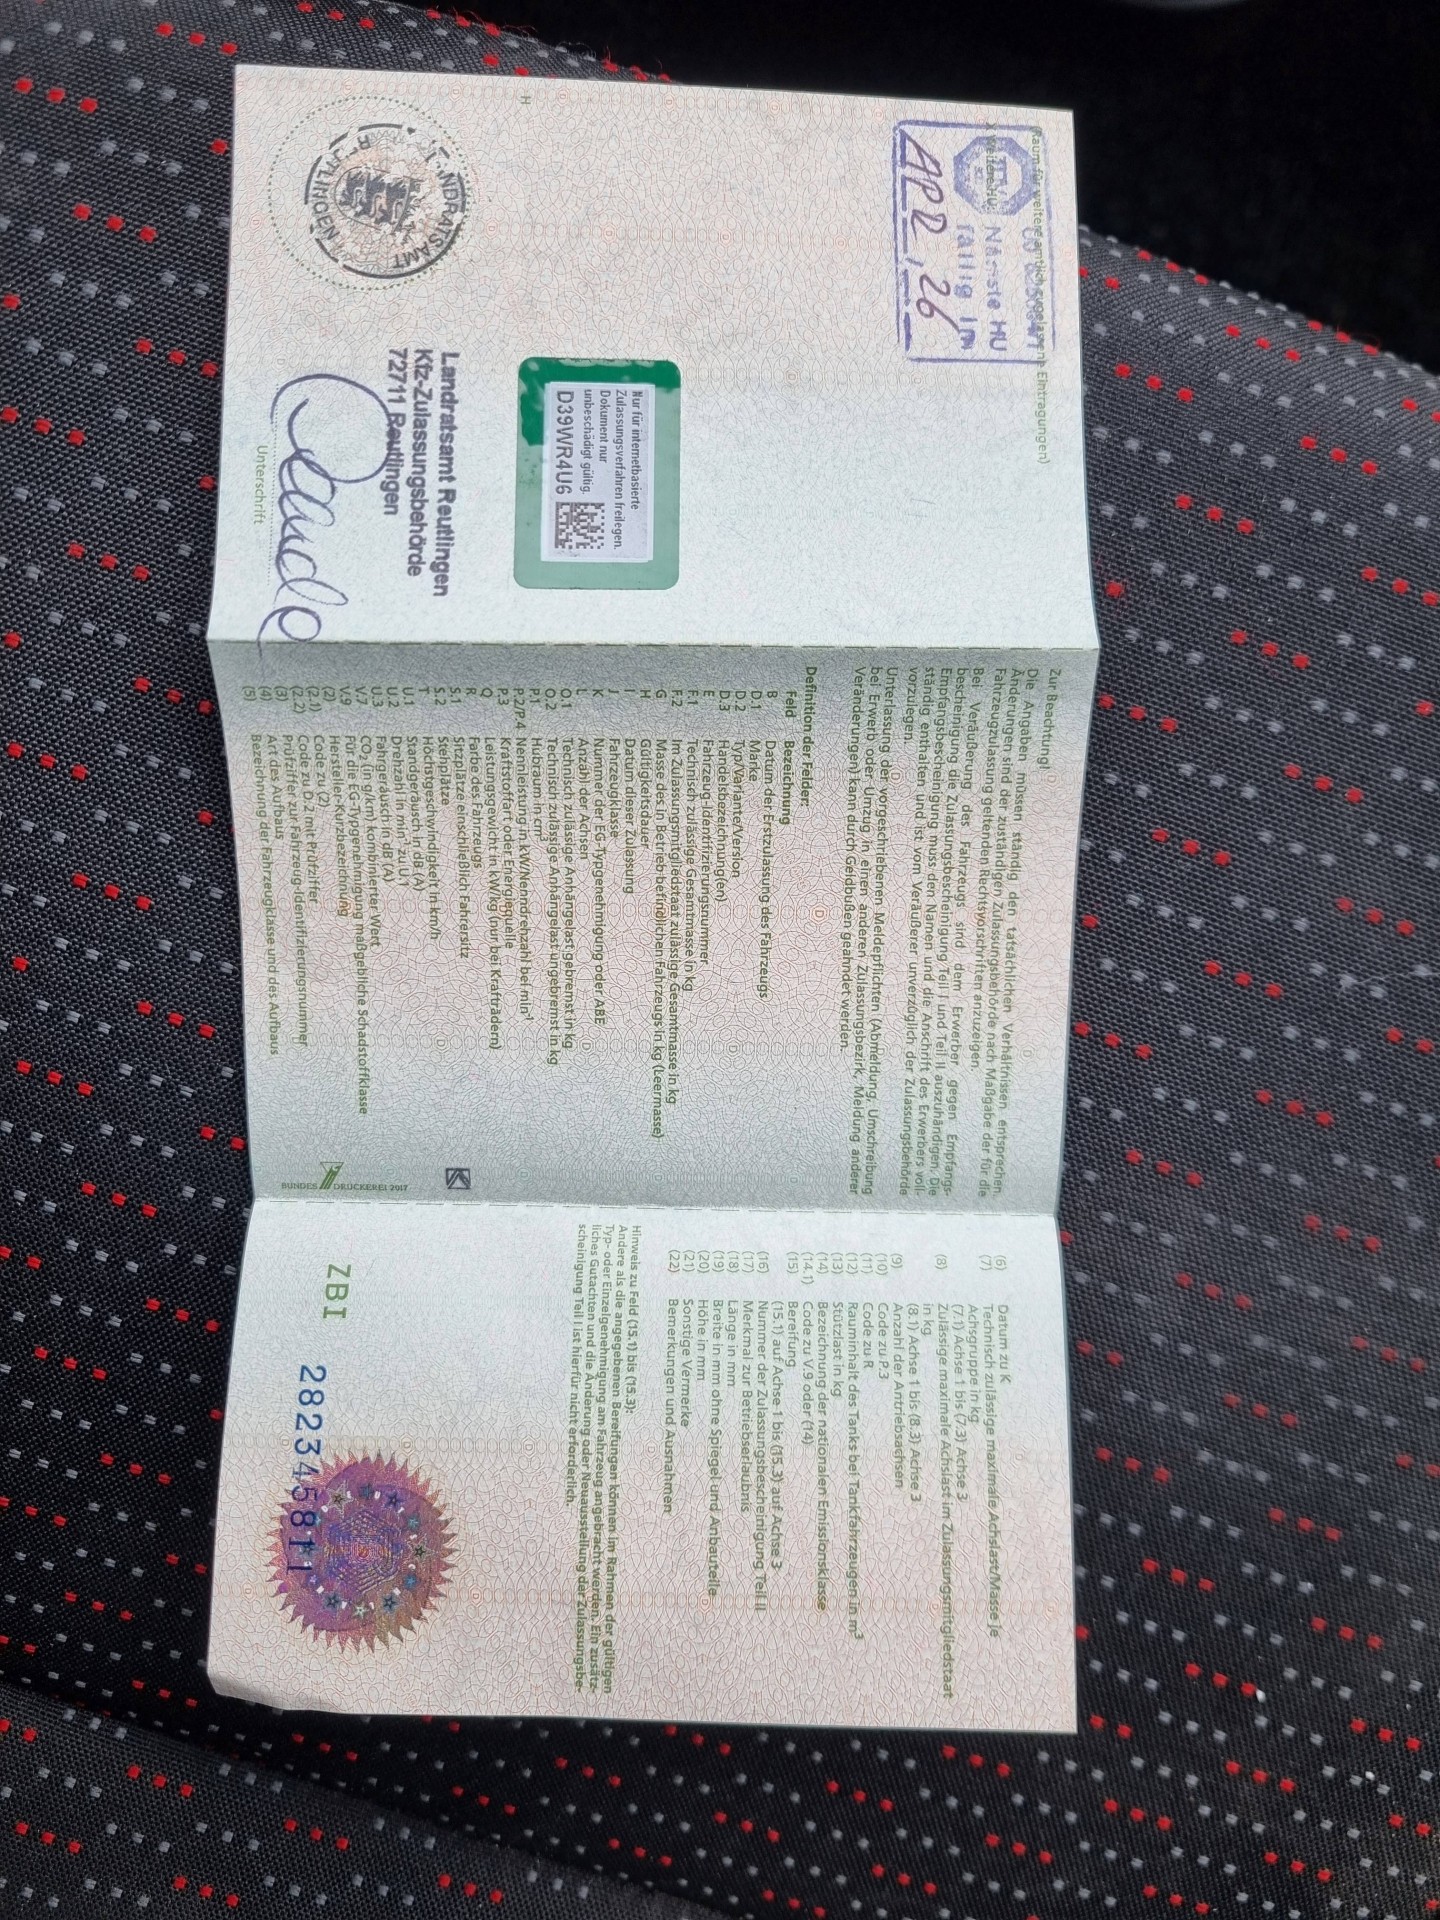 Raum für weitere amtlich zugelassene Eintragungen)
X Weitere HU:
TÜV
Nächste HU
fällig im
APR, 26
H
Nur für internetbasierte
Zulassungsverfahren freilegen.
Dokument nur
unbeschädigt gültig.
D39WR4U6
LANDRATSAMT
REUTLINGEN
Landratsamt Reutlingen
Kfz-Zulassungsbehörde
72711 Reutlingen
Unterschrift
Zur Beachtung!
Die Angaben müssen ständig den tatsächlichen Verhältnissen entsprechen.
Änderungen sind der zuständigen Zulassungsbehörde nach Maßgabe der für die
Fahrzeugzulassung geltenden Rechtsvorschriften anzuzeigen.
Bei Veräußerung des Fahrzeugs sind dem Erwerber gegen Empfangs-
bescheinigung die Zulassungsbescheinigung Teil I und Teil II auszuhändigen. Die
Empfangsbescheinigung muss den Namen und die Anschrift des Erwerbers voll-
ständig enthalten und ist vom Veräußerer unverzüglich der Zulassungsbehörde
vorzulegen.
Unterlassung der vorgeschriebenen Meldepflichten (Abmeldung, Umschreibung
bei Erwerb oder Umzug in einen anderen Zulassungsbezirk, Meldung anderer
Veränderungen) kann durch Geldbußen geahndet werden.
Definition der Felder:
Feld Bezeichnung
B Datum der Erstzulassung des Fahrzeugs
D.1 Marke
D.2 Typ/Variante/Version
D.3 Handelsbezeichnung(en)
E Fahrzeug-Identifizierungsnummer
F.1 Technisch zulässige Gesamtmasse in kg
F.2 Im Zulassungsmitgliedstaat zulässige Gesamtmasse in kg
G Masse des in Betrieb befindlichen Fahrzeugs in kg (Leermasse)
H Gültigkeitsdauer
I Datum dieser Zulassung
J Fahrzeugklasse
K Nummer der EG-Typgenehmigung oder ABE
L Anzahl der Achsen
O.1 Technisch zulässige Anhängelast gebremst in kg
O.2 Technisch zulässige Anhängelast ungebremst in kg
P.1 Hubraum in cm³
P.2/P.4 Nennleistung in kW/Nenndrehzahl bei min⁻¹
P.3 Kraftstoffart oder Energiequelle
Q Leistungsgewicht in kW/kg (nur bei Krafträdern)
R Farbe des Fahrzeugs
S.1 Sitzplätze einschließlich Fahrersitz
S.2 Stehplätze
T Höchstgeschwindigkeit in km/h
U.1 Standgeräusch in dB (A)
U.2 Drehzahl in min⁻¹ zu U.1
U.3 Fahrgeräusch in dB (A)
V.7 CO₂ (in g/km) kombinierter Wert
V.9 Für die EG-Typgenehmigung maßgebliche Schadstoffklasse
(2) Hersteller-Kurzbezeichnung
(2.1) Code zu (2)
(2.2) Code zu D.2 mit Prüfziffer
(3) Prüfziffer zur Fahrzeug-Identifizierungsnummer
(4) Art des Aufbaus
(5) Bezeichnung der Fahrzeugklasse und des Aufbaus
BUNDESDRUCKEREI 2017
(6) Datum zu K
(7) Technisch zulässige maximale Achslast/Masse je
Achsgruppe in kg
(7.1) Achse 1 bis (7.3) Achse 3
(8) Zulässige maximale Achslast im Zulassungsmitgliedstaat
in kg
(8.1) Achse 1 bis (8.3) Achse 3
(9) Anzahl der Antriebsachsen
(10) Code zu P.3
(11) Code zu R
(12) Rauminhalt des Tanks bei Tankfahrzeugen in m³
(13) Stützlast in kg
(14) Bezeichnung der nationalen Emissionsklasse
(14.1) Code zu V.9 oder (14)
(15) Bereifung
(15.1) auf Achse 1 bis (15.3) auf Achse 3
(16) Nummer der Zulassungsbescheinigung Teil II
(17) Merkmal zur Betriebserlaubnis
(18) Länge in mm
(19) Breite in mm ohne Spiegel und Anbauteile
(20) Höhe in mm
(21) Sonstige Vermerke
(22) Bemerkungen und Ausnahmen
Hinweis zu Feld (15.1) bis (15.3):
Andere als die angegebenen Bereifungen können im Rahmen der gültigen
Typ- oder Einzelgenehmigung am Fahrzeug angebracht werden. Ein zusätz-
liches Gutachten und die Änderung oder Neuausstellung der Zulassungsbe-
scheinigung Teil I ist hierfür nicht erforderlich.
ZBI 282345811